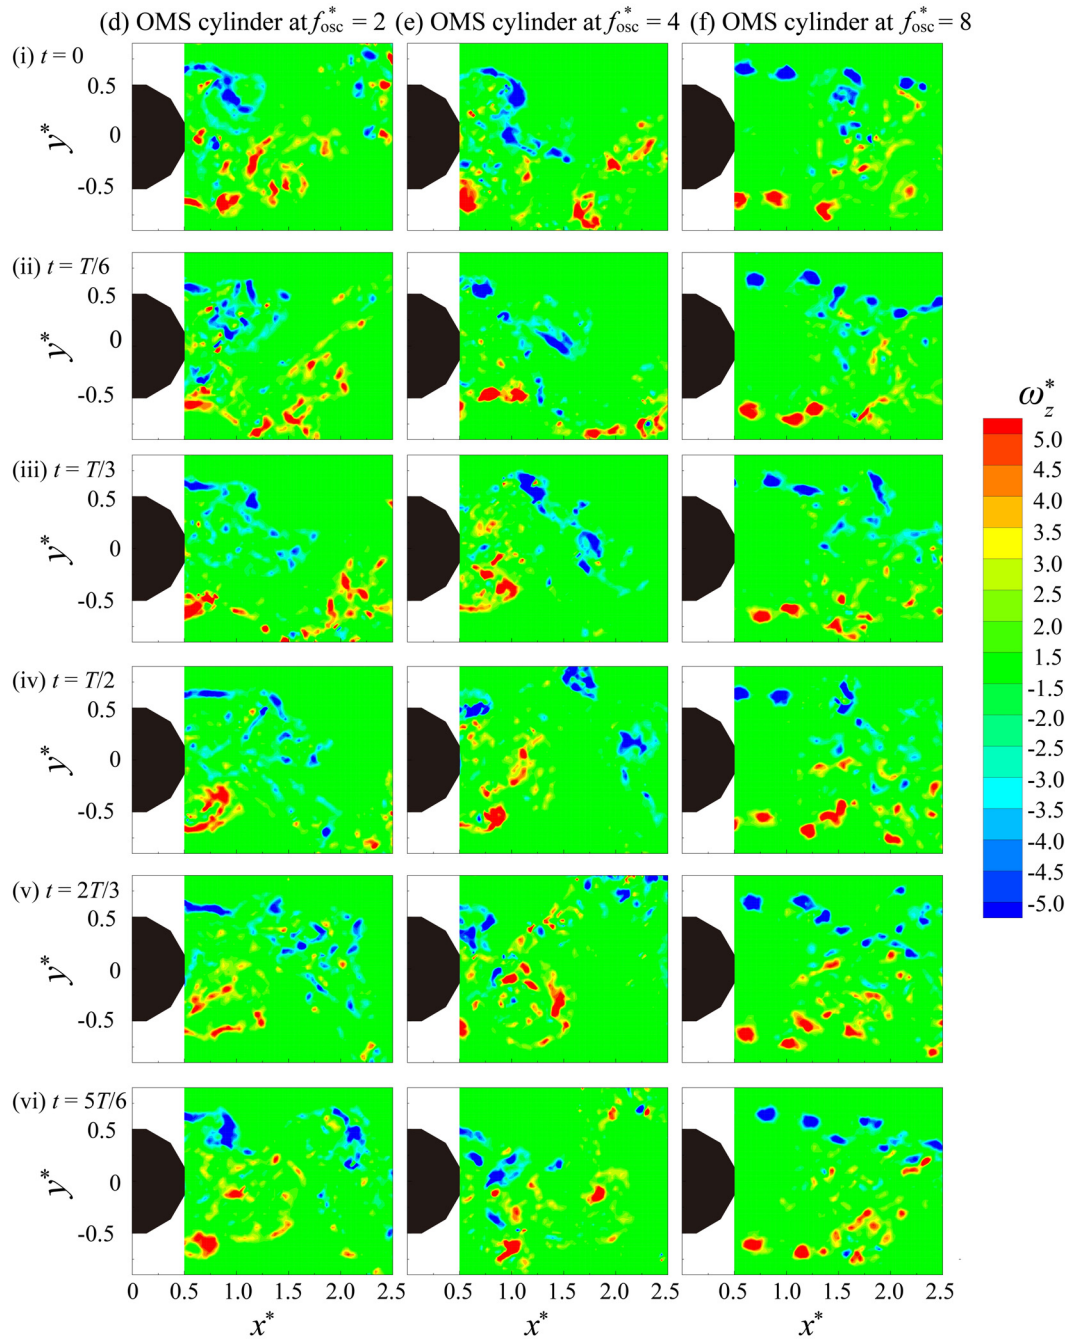 (d) OMS cylinder at f*osc = 2 (e) OMS cylinder at f*osc = 4 (f) OMS cylinder at f*osc = 8
(i) t = 0
0.5
y*
0
-0.5
(ii) t = T/6
0.5
y*
0
-0.5
ω*z
5.0
4.5
4.0
3.5
3.0
2.5
2.0
1.5
-1.5
-2.0
-2.5
-3.0
-3.5
-4.0
-4.5
-5.0
(iii) t = T/3
0.5
y*
0
-0.5
(iv) t = T/2
0.5
y*
0
-0.5
(v) t = 2T/3
0.5
y*
0
-0.5
(vi) t = 5T/6
0.5
y*
0
-0.5
0 0.5 1.0 1.5 2.0 2.5 0 0.5 1.0 1.5 2.0 2.5 0 0.5 1.0 1.5 2.0 2.5
x* x* x*